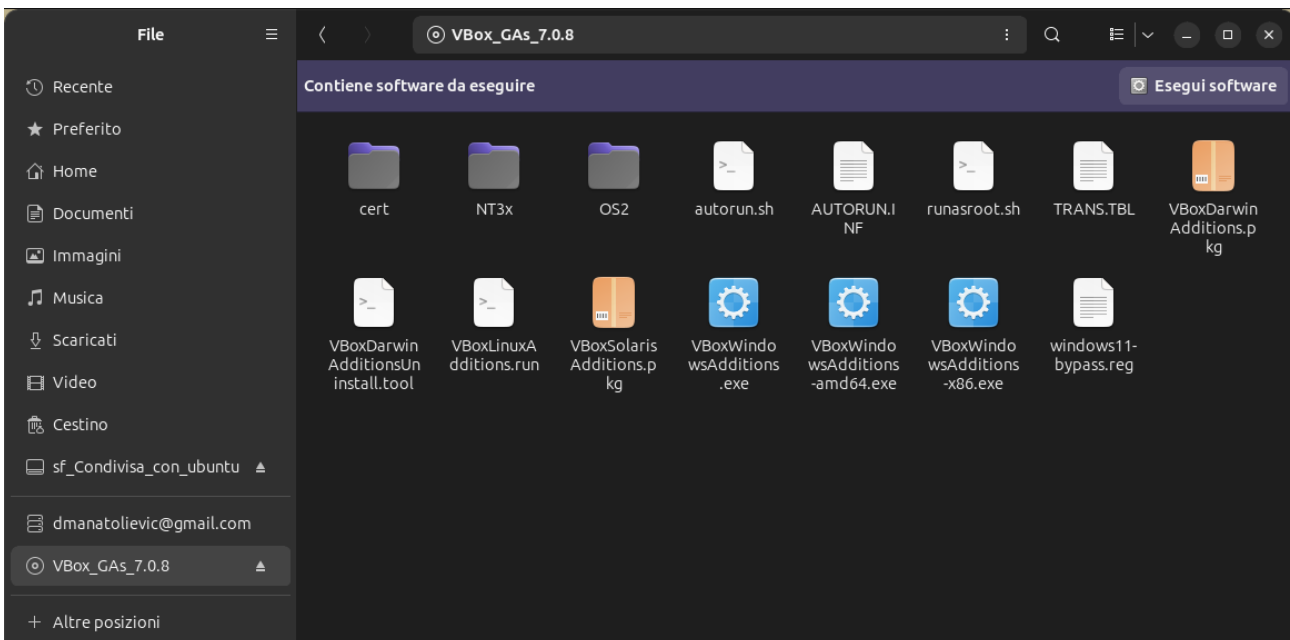 File
VBox_GAs_7.0.8
Contiene software da eseguire
Esegui software
Recente
Preferito
Home
Documenti
Immagini
Musica
Scaricati
Video
Cestino
sf_Condivisa_con_ubuntu
dmanatolievic@gmail.com
VBox_GAs_7.0.8
+ Altre posizioni
cert
NT3x
OS2
autorun.sh
AUTORUN.I
NF
runasroot.sh
TRANS.TBL
VBoxDarwin
Additions.p
kg
VBoxDarwin
AdditionsUn
install.tool
VBoxLinuxA
dditions.run
VBoxSolaris
Additions.p
kg
VBoxWindo
wsAdditions
.exe
VBoxWindo
wsAdditions
-amd64.exe
VBoxWindo
wsAdditions
-x86.exe
windows11-
bypass.reg